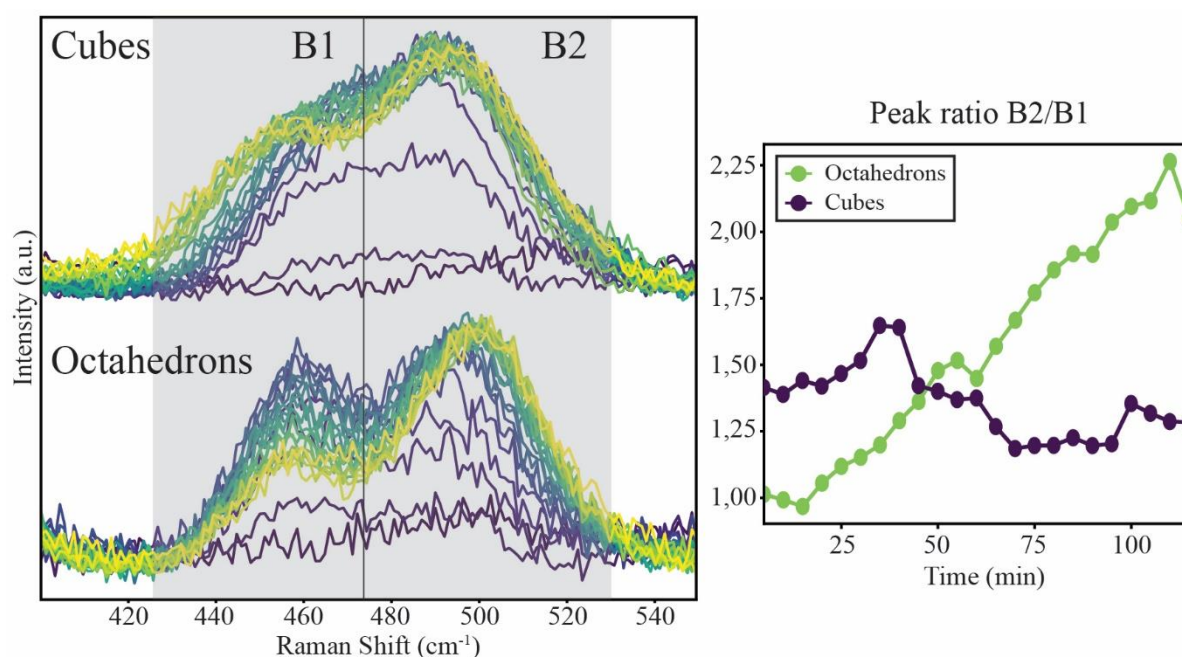 Cubes
B1
B2
Octahedrons
Intensity (a.u.)
420
440
460
480
500
520
540
Raman Shift (cm⁻¹)
Peak ratio B2/B1
Octahedrons
Cubes
2,25
2,00
1,75
1,50
1,25
1,00
25
50
75
100
Time (min)